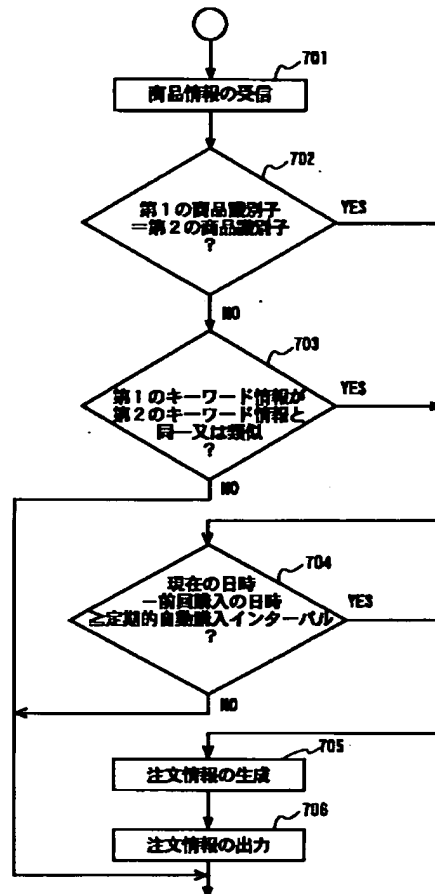 701
商品情報の受信
702
第1の商品識別子
=第2の商品識別子
?
YES
NO
703
第1のキーワード情報が
第2のキーワード情報と
同一又は類似
?
YES
NO
704
現在の日時
-前回購入の日時
≧定期的自動購入インターバル
?
YES
NO
705
注文情報の生成
706
注文情報の出力